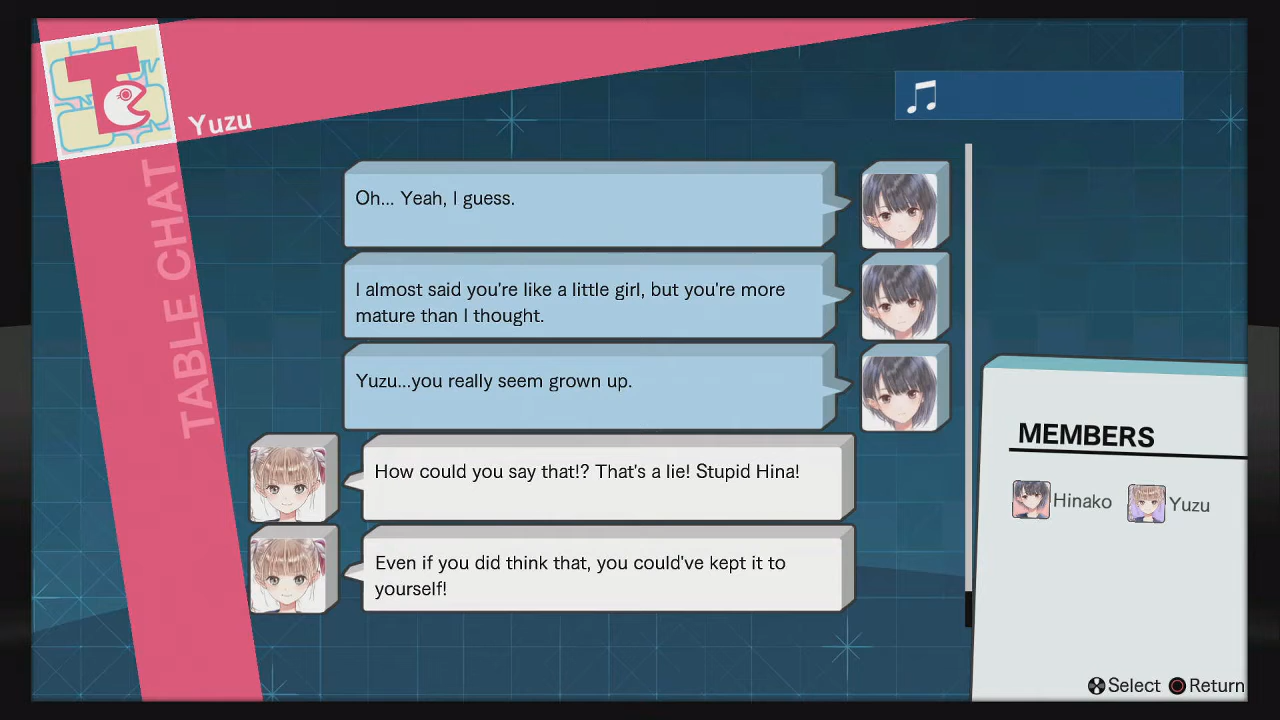 Yuzu
TABLE CHAT
Oh... Yeah, I guess.
I almost said you're like a little girl, but you're more
mature than I thought.
Yuzu...you really seem grown up.
How could you say that!? That's a lie! Stupid Hina!
Even if you did think that, you could've kept it to
yourself!
MEMBERS
Hinako Yuzu
Select Return